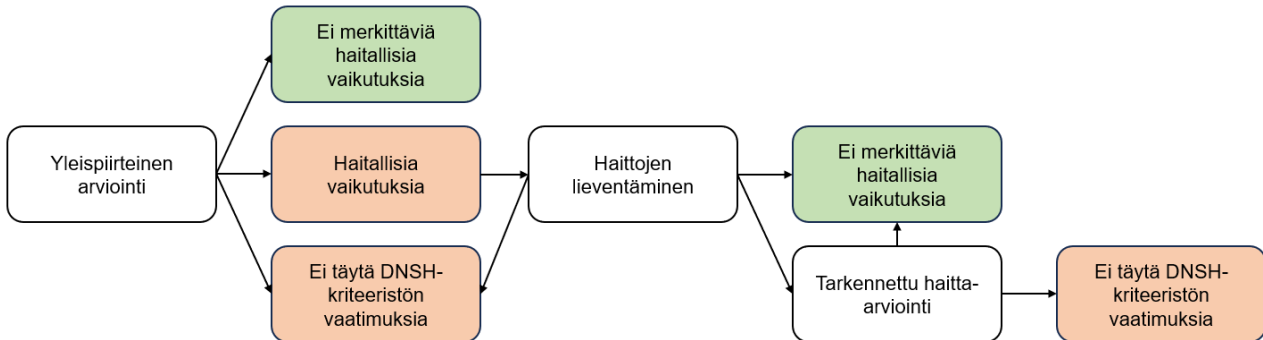 Yleispiirteinen
arviointi
Ei merkittäviä
haitallisia
vaikutuksia
Haitallisia
vaikutuksia
Ei täytä DNSH-
kriteeristön
vaatimuksia
Haittojen
lieventäminen
Ei merkittäviä
haitallisia
vaikutuksia
Tarkennettu haitta-
arviointi
Ei täytä DNSH-
kriteeristön
vaatimuksia